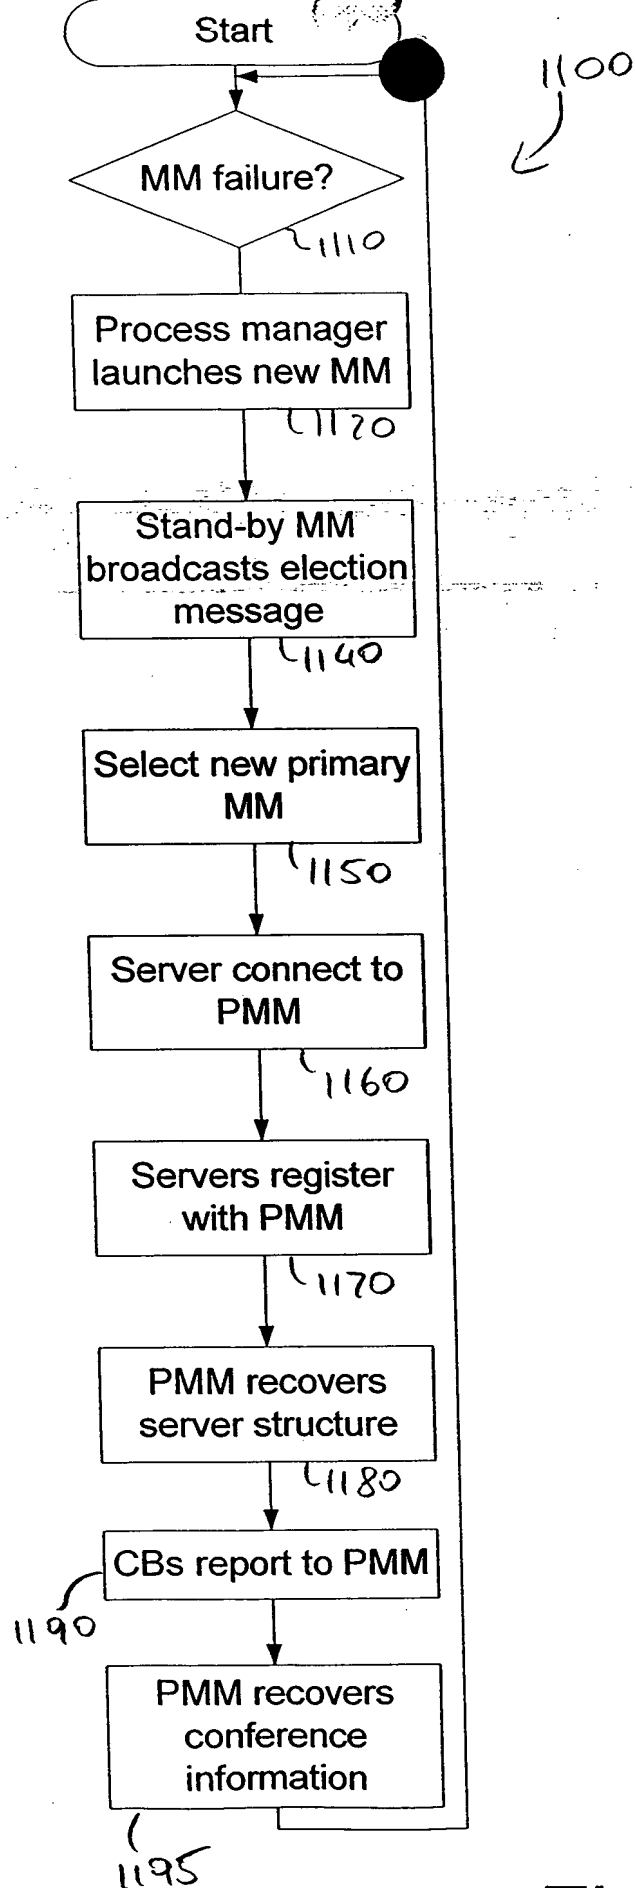 Start
1100
MM failure?
1110
Process manager
launches new MM
1120
Stand-by MM
broadcasts election
message
1140
Select new primary
MM
1150
Server connect to
PMM
1160
Servers register
with PMM
1170
PMM recovers
server structure
1180
CBs report to PMM
1190
PMM recovers
conference
information
1195